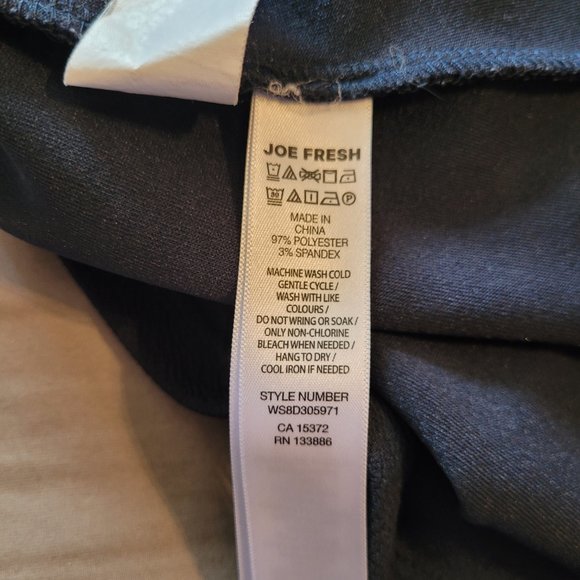 JOE FRESH
30 P
MADE IN
CHINA
97% POLYESTER
3% SPANDEX
MACHINE WASH COLD
GENTLE CYCLE /
WASH WITH LIKE
COLOURS /
DO NOT WRING OR SOAK /
ONLY NON-CHLORINE
BLEACH WHEN NEEDED /
HANG TO DRY /
COOL IRON IF NEEDED
STYLE NUMBER
WS8D305971
CA 15372
RN 133886